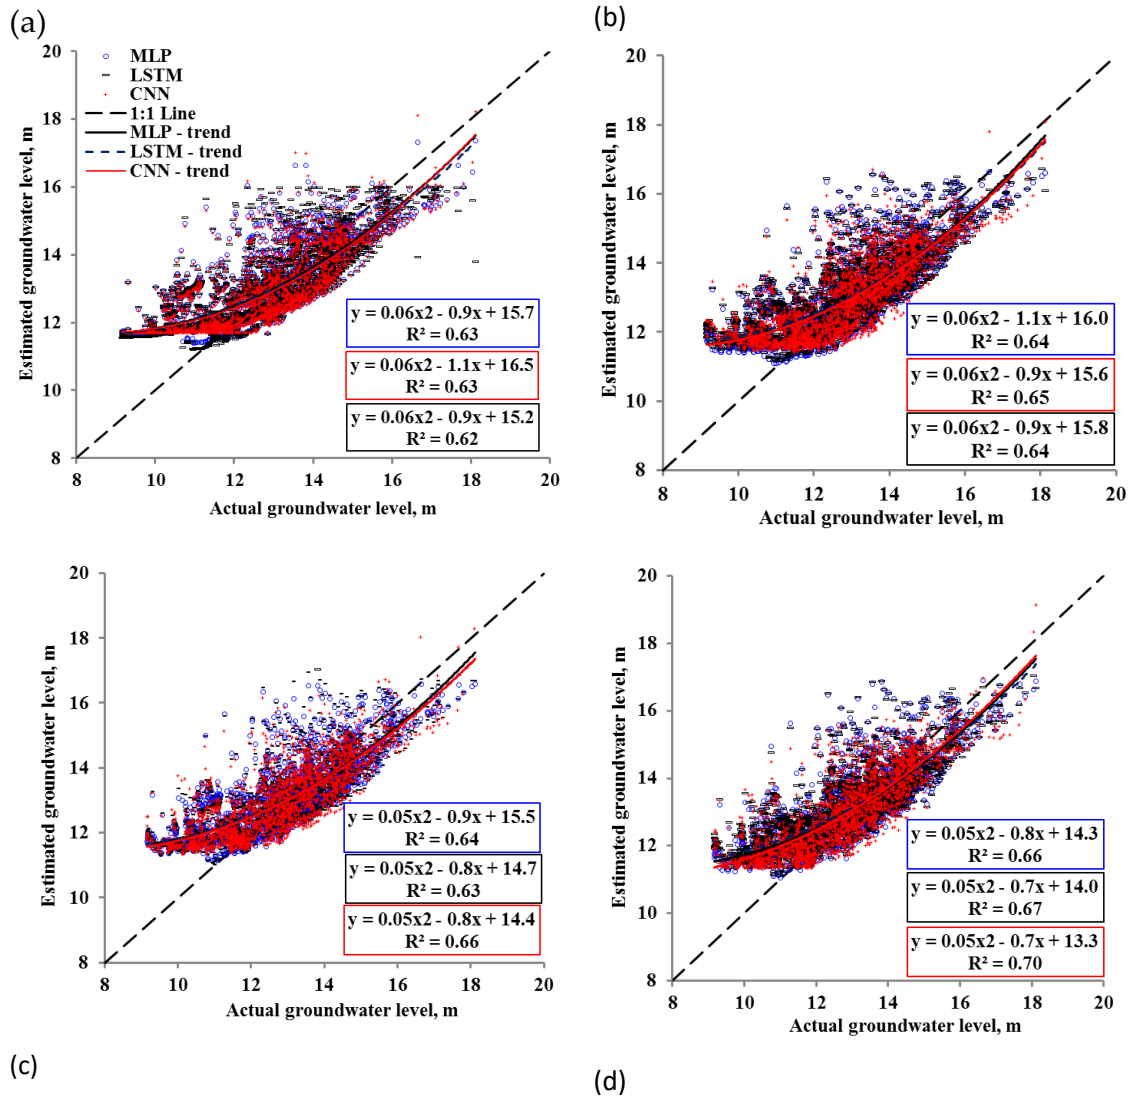 (a)
20
18
16
14
12
10
8
Estimated groundwater level, m
MLP
LSTM
CNN
1:1 Line
MLP - trend
LSTM - trend
CNN - trend
y = 0.06x2 - 0.9x + 15.7
R² = 0.63
y = 0.06x2 - 1.1x + 16.5
R² = 0.63
y = 0.06x2 - 0.9x + 15.2
R² = 0.62
8 10 12 14 16 18 20
Actual groundwater level, m
(b)
20
18
16
14
12
10
8
Estimated groundwater level, m
y = 0.06x2 - 1.1x + 16.0
R² = 0.64
y = 0.06x2 - 0.9x + 15.6
R² = 0.65
y = 0.06x2 - 0.9x + 15.8
R² = 0.64
8 10 12 14 16 18 20
Actual groundwater level, m
20
18
16
14
12
10
8
Estimated groundwater level, m
y = 0.05x2 - 0.9x + 15.5
R² = 0.64
y = 0.05x2 - 0.8x + 14.7
R² = 0.63
y = 0.05x2 - 0.8x + 14.4
R² = 0.66
8 10 12 14 16 18 20
Actual groundwater level, m
(c)
20
18
16
14
12
10
8
Estimated groundwater level, m
y = 0.05x2 - 0.8x + 14.3
R² = 0.66
y = 0.05x2 - 0.7x + 14.0
R² = 0.67
y = 0.05x2 - 0.7x + 13.3
R² = 0.70
8 10 12 14 16 18 20
Actual groundwater level, m
(d)